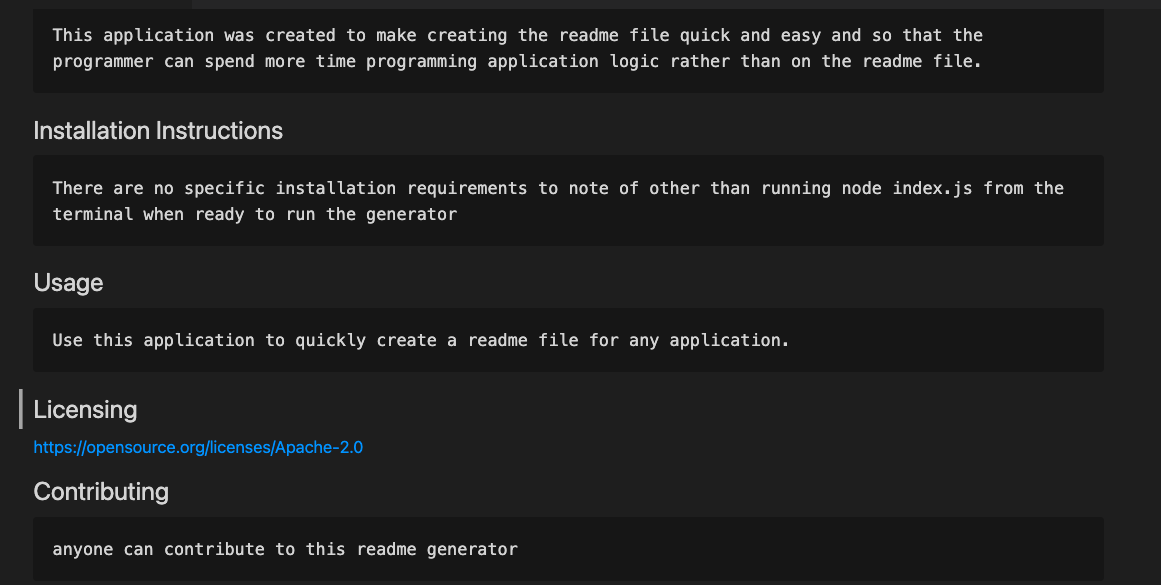 This application was created to make creating the readme file quick and easy and so that the
programmer can spend more time programming application logic rather than on the readme file.
Installation Instructions
There are no specific installation requirements to note of other than running node index.js from the
terminal when ready to run the generator
Usage
Use this application to quickly create a readme file for any application.
Licensing
https://opensource.org/licenses/Apache-2.0
Contributing
anyone can contribute to this readme generator